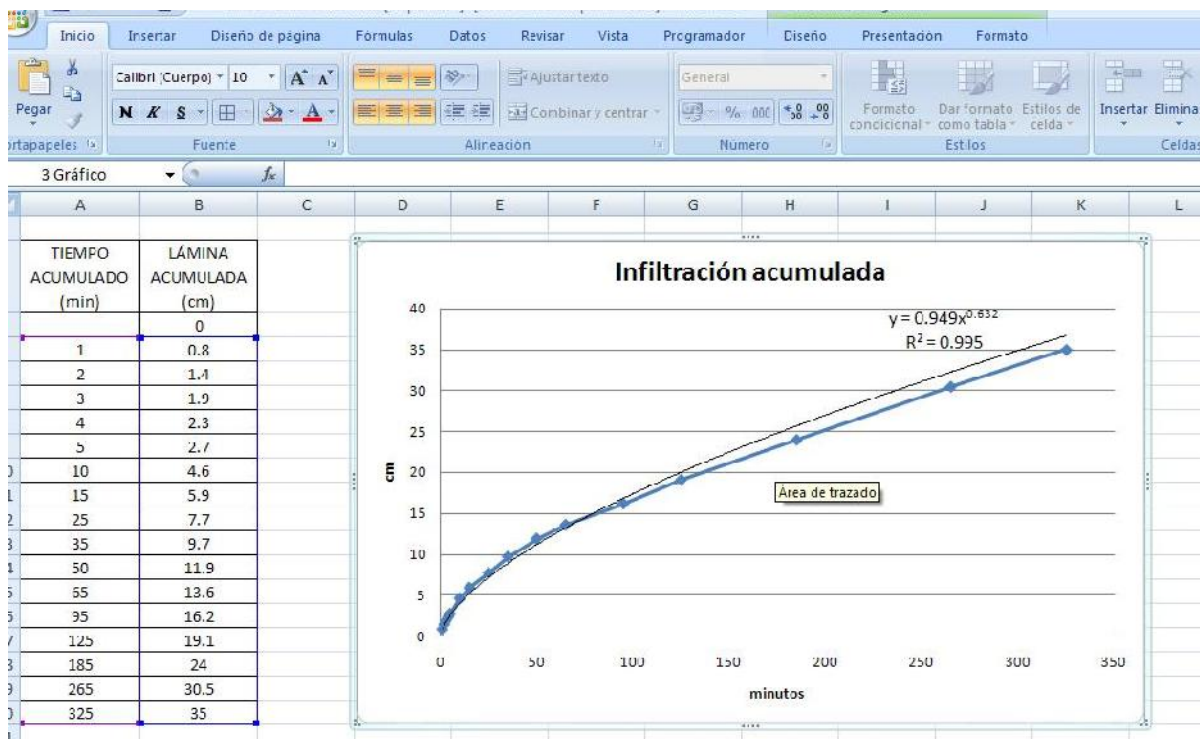 Inicio Insertar Diseño de página Fórmulas Datos Revisar Vista Programador Diseño Presentación Formato
Calibri (Cuerpo) 10 A A Ajustar texto General
Pegar N K S A Combinar y centrar % 000 Formato condicional Dar formato como tabla Estilos de celda Insertar Elimina
rtapapeles Fuente Alineación Número Estilos Celdas
3 Gráfico fx
A B C D E F G H I J K L
TIEMPO ACUMULADO (min) LÁMINA ACUMULADA (cm)
0
1 0.8
2 1.4
3 1.9
4 2.3
5 2.7
10 4.6
15 5.9
25 7.7
35 9.7
50 11.9
65 13.6
95 16.2
125 19.1
185 24
265 30.5
325 35
Infiltración acumulada
y = 0.949x^0.632
R² = 0.995
cm
40
35
30
25
20
15
10
5
0
Área de trazado
0 50 100 150 200 250 300 350
minutos